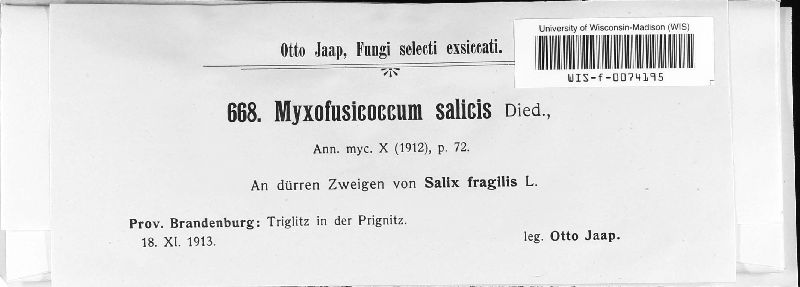 University of Wisconsin-Madison (WIS)
WIS-f-0074195
Otto Jaap, Fungi selecti exsiccati.
668. Myxofusicoccum salicis Died.,
Ann. myc. X (1912), p. 72.
An dürren Zweigen von Salix fragilis L.
Prov. Brandenburg: Triglitz in der Prignitz.
18. XI. 1913.
leg. Otto Jaap.